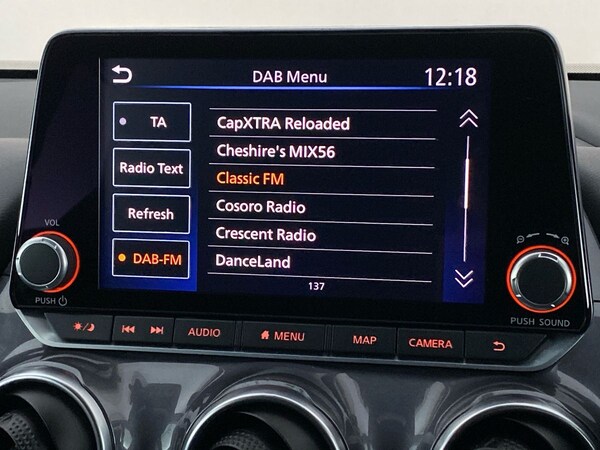 DAB Menu
12:18
TA
CapXTRA Reloaded
Cheshire's MIX56
Radio Text
Classic FM
Refresh
Cosoro Radio
Crescent Radio
DAB-FM
DanceLand
137
VOL
PUSH
PUSH SOUND
AUDIO
MENU
MAP
CAMERA